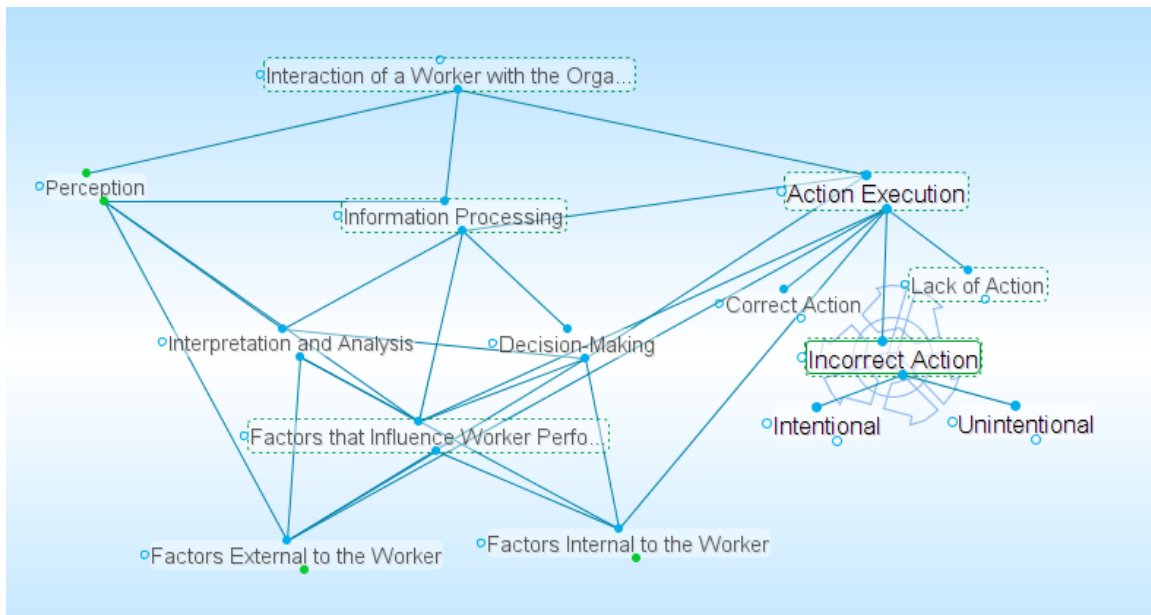 Interaction of a Worker with the Orga...
Perception
Action Execution
Information Processing
Lack of Action
Correct Action
Interpretation and Analysis
Decision-Making
Incorrect Action
Intentional
Unintentional
Factors that Influence Worker Perfo...
Factors External to the Worker
Factors Internal to the Worker